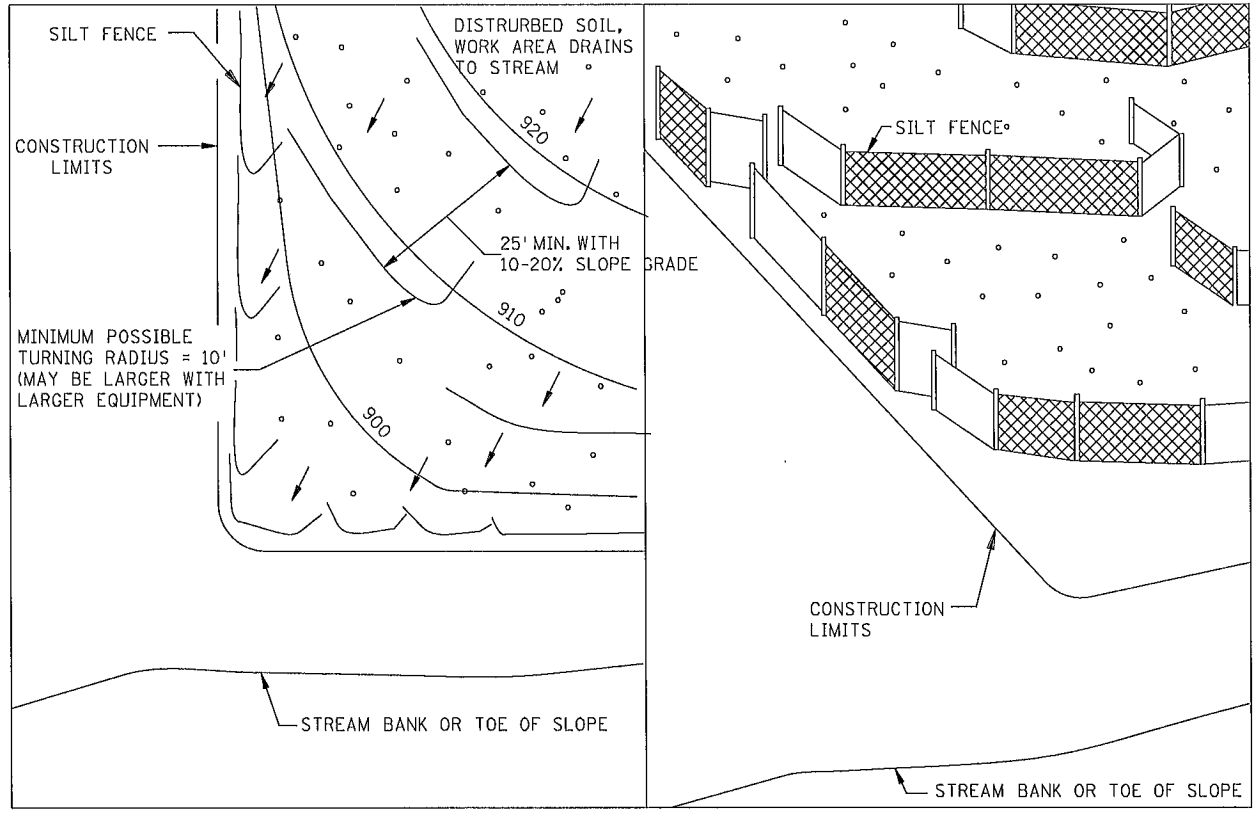 SILT FENCE
DISTRURBED SOIL,
WORK AREA DRAINS
TO STREAM
CONSTRUCTION
LIMITS
920
25' MIN. WITH
10-20% SLOPE GRADE
910
MINIMUM POSSIBLE
TURNING RADIUS = 10'
(MAY BE LARGER WITH
LARGER EQUIPMENT)
900
STREAM BANK OR TOE OF SLOPE
SILT FENCE
CONSTRUCTION
LIMITS
STREAM BANK OR TOE OF SLOPE